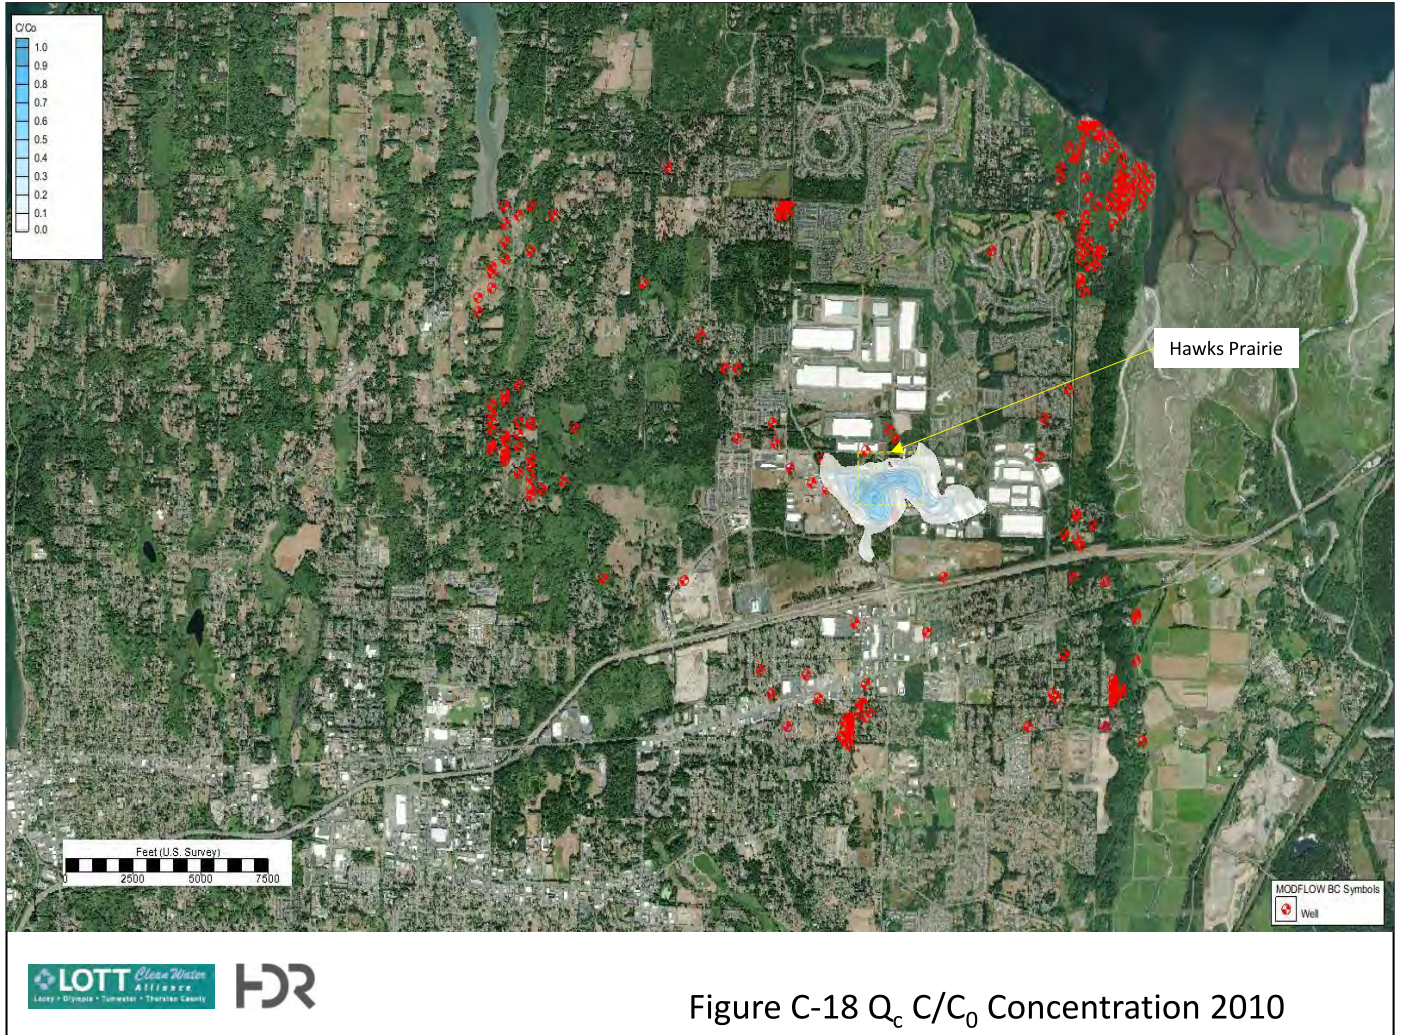 C/Co
1.0
0.9
0.8
0.7
0.6
0.5
0.4
0.3
0.2
0.1
0.0
Hawks Prairie
Feet (U.S. Survey)
0 2500 5000 7500
MODFLOW BC Symbols
Well
LOTT Clean Water
Alliance
Lacey • Olympia • Tumwater • Thurston County
HDR
Figure C-18 Qc C/C0 Concentration 2010